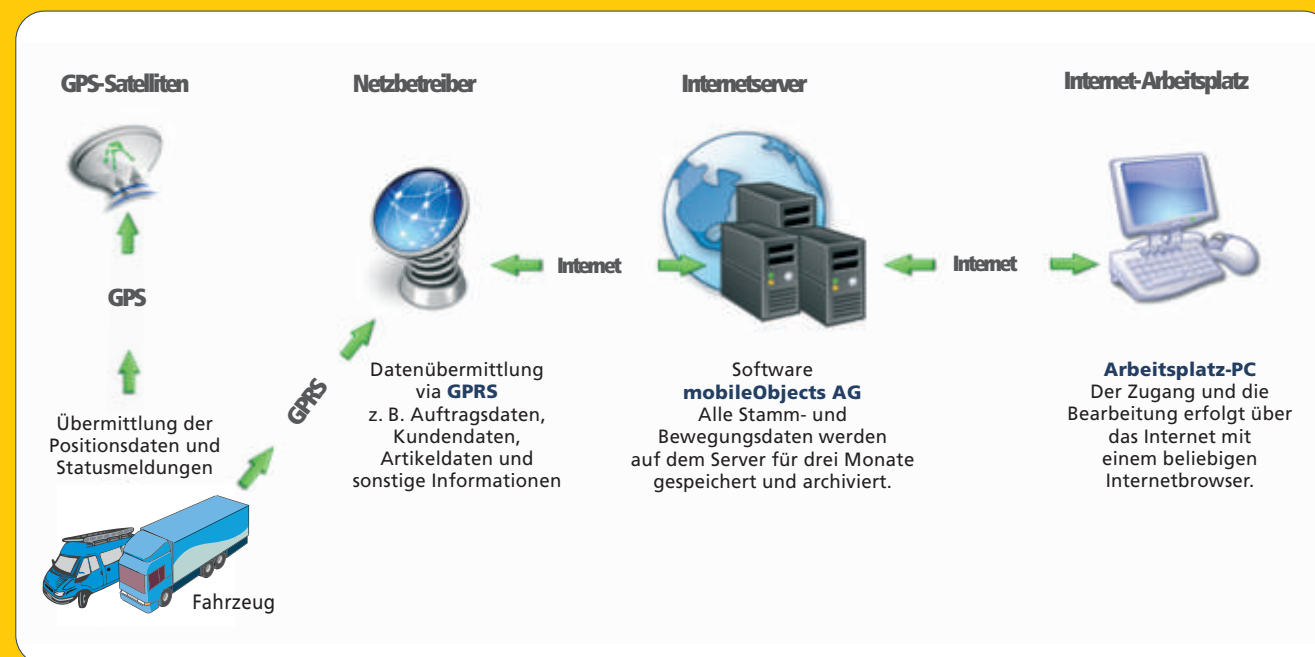 GPS-Satelliten
Netzbetreiber
Internetserver
Internet-Arbeitsplatz
GPS
Internet
Internet
GPRS
Übermittlung der
Positionsdaten und
Statusmeldungen
Fahrzeug
Datenübermittlung
via GPRS
z. B. Auftragsdaten,
Kundendaten,
Artikeldaten und
sonstige Informationen
Software
mobileObjects AG
Alle Stamm- und
Bewegungsdaten werden
auf dem Server für drei Monate
gespeichert und archiviert.
Arbeitsplatz-PC
Der Zugang und die
Bearbeitung erfolgt über
das Internet mit
einem beliebigen
Internetbrowser.